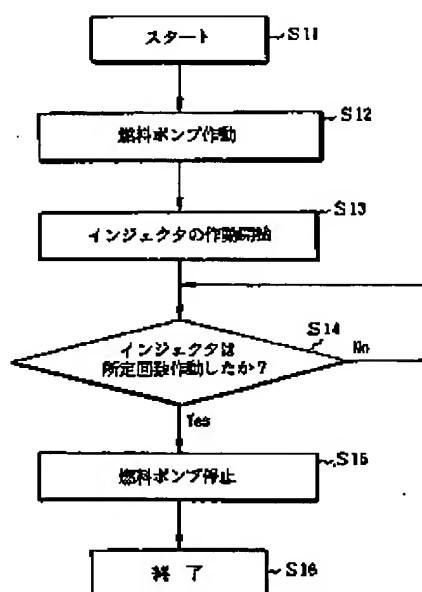 スタート
S11
燃料ポンプ作動
S12
インジェクタの作動開始
S13
インジェクタは
所定回数作動したか？
S14
No
Yes
燃料ポンプ停止
S15
終 了
S16